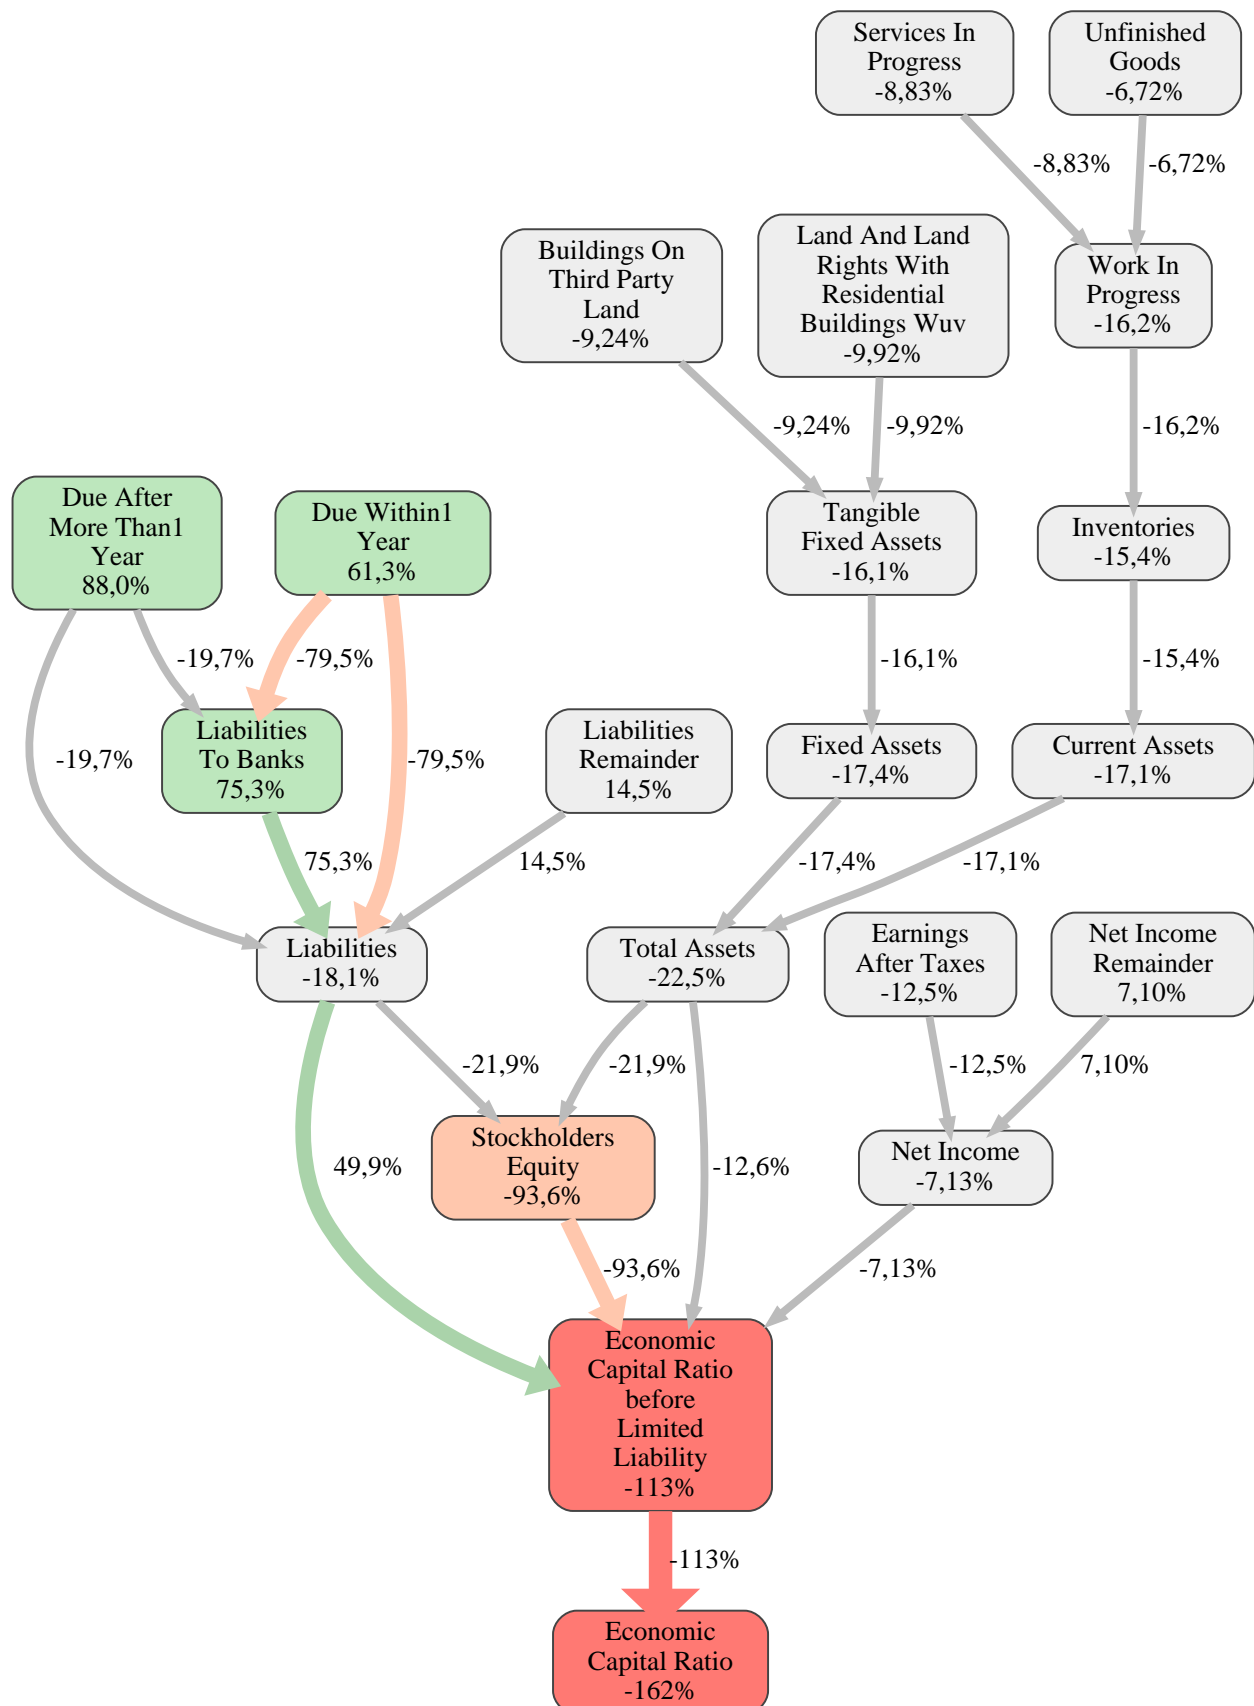 Services In
Progress
-8,83%
Unfinished
Goods
-6,72%
-8,83%
-6,72%
Buildings On
Third Party
Land
-9,24%
Land And Land
Rights With
Residential
Buildings Wuv
-9,92%
Work In
Progress
-16,2%
-9,24%
-9,92%
-16,2%
Due After
More Than1
Year
88,0%
Due Within1
Year
61,3%
Tangible
Fixed Assets
-16,1%
Inventories
-15,4%
-19,7%
-79,5%
-16,1%
-15,4%
-19,7%
Liabilities
To Banks
75,3%
-79,5%
Liabilities
Remainder
14,5%
Fixed Assets
-17,4%
Current Assets
-17,1%
75,3%
14,5%
-17,4%
-17,1%
Liabilities
-18,1%
Total Assets
-22,5%
Earnings
After Taxes
-12,5%
Net Income
Remainder
7,10%
-21,9%
-21,9%
-12,5%
7,10%
49,9%
Stockholders
Equity
-93,6%
-12,6%
Net Income
-7,13%
-93,6%
-7,13%
Economic
Capital Ratio
before
Limited
Liability
-113%
-113%
Economic
Capital Ratio
-162%